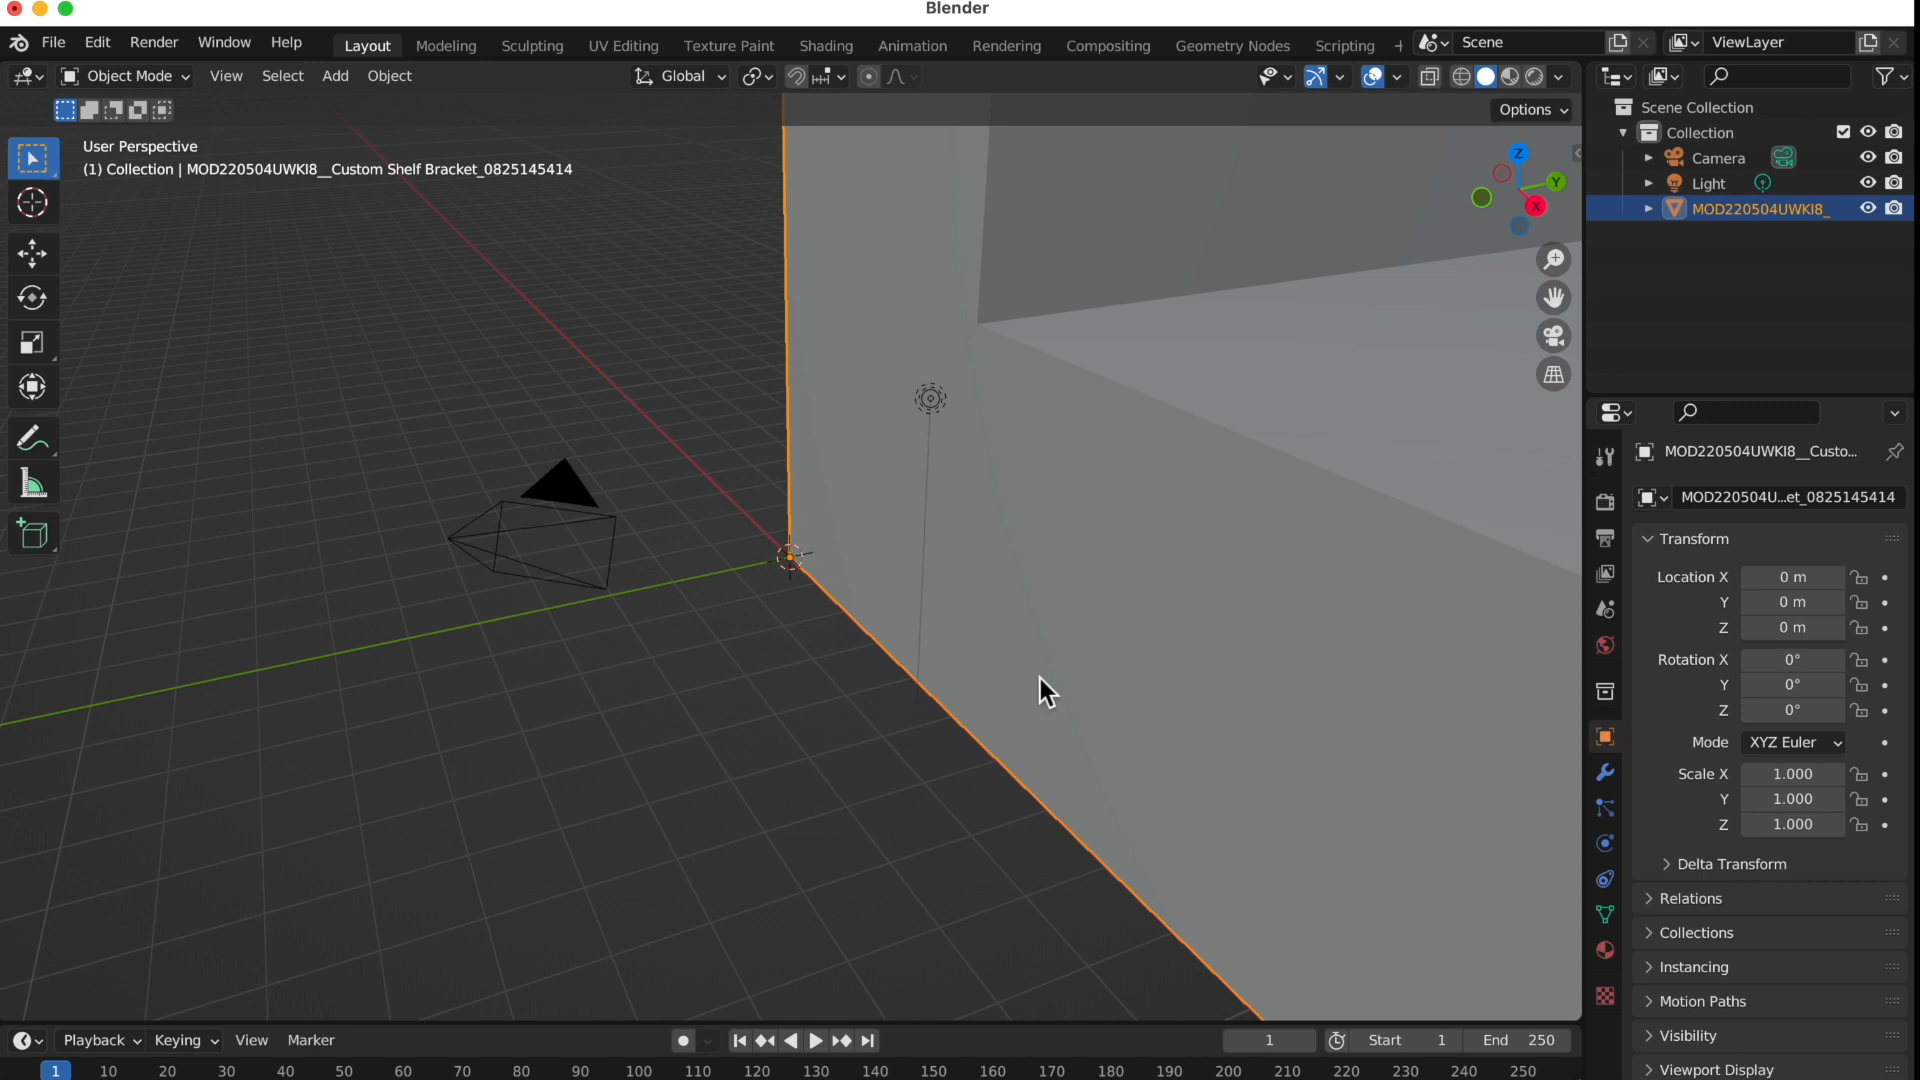 Blender
File Edit Render Window Help Layout Modeling Sculpting UV Editing Texture Paint Shading Animation Rendering Compositing Geometry Nodes Scripting + Scene ViewLayer
Object Mode View Select Add Object Global
Options
User Perspective
(1) Collection | MOD220504UWKI8__Custom Shelf Bracket_0825145414
Z
Y
X
Scene Collection
Collection
Camera
Light
MOD220504UWKI8_
MOD220504UWKI8__Custo...
MOD220504U...et_0825145414
Transform
Location X 0 m
Y 0 m
Z 0 m
Rotation X 0°
Y 0°
Z 0°
Mode XYZ Euler
Scale X 1.000
Y 1.000
Z 1.000
Delta Transform
Relations
Collections
Instancing
Motion Paths
Visibility
Viewport Display
Playback Keying View Marker 1 Start 1 End 250
1 10 20 30 40 50 60 70 80 90 100 110 120 130 140 150 160 170 180 190 200 210 220 230 240 250